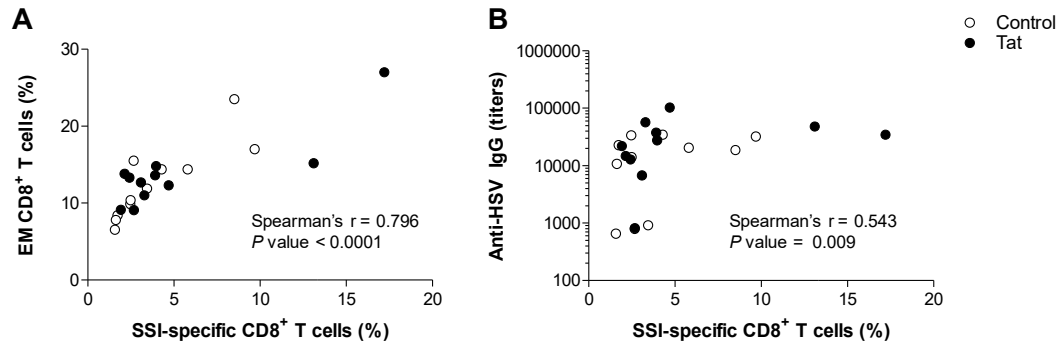 A
B
Control
Tat
30
20
10
0
EM CD8+ T cells (%)
Spearman's r = 0.796
P value < 0.0001
0 5 10 15 20
SSI-specific CD8+ T cells (%)
1000000
100000
10000
1000
100
Anti-HSV IgG (titers)
Spearman's r = 0.543
P value = 0.009
0 5 10 15 20
SSI-specific CD8+ T cells (%)